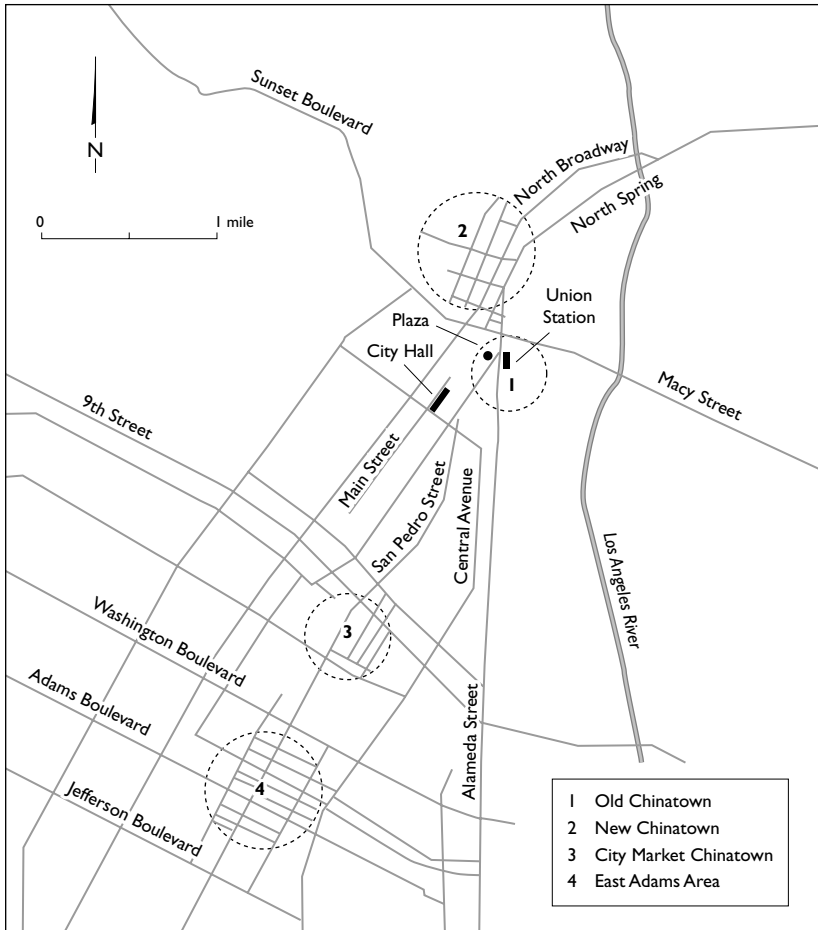 Sunset Boulevard
N
0 1 mile
North Broadway
North Spring
2
Union
Station
Plaza
City Hall
1
Macy Street
9th Street
Main Street
San Pedro Street
Central Avenue
Los Angeles River
3
Washington Boulevard
Adams Boulevard
Alameda Street
Jefferson Boulevard
4
1 Old Chinatown
2 New Chinatown
3 City Market Chinatown
4 East Adams Area